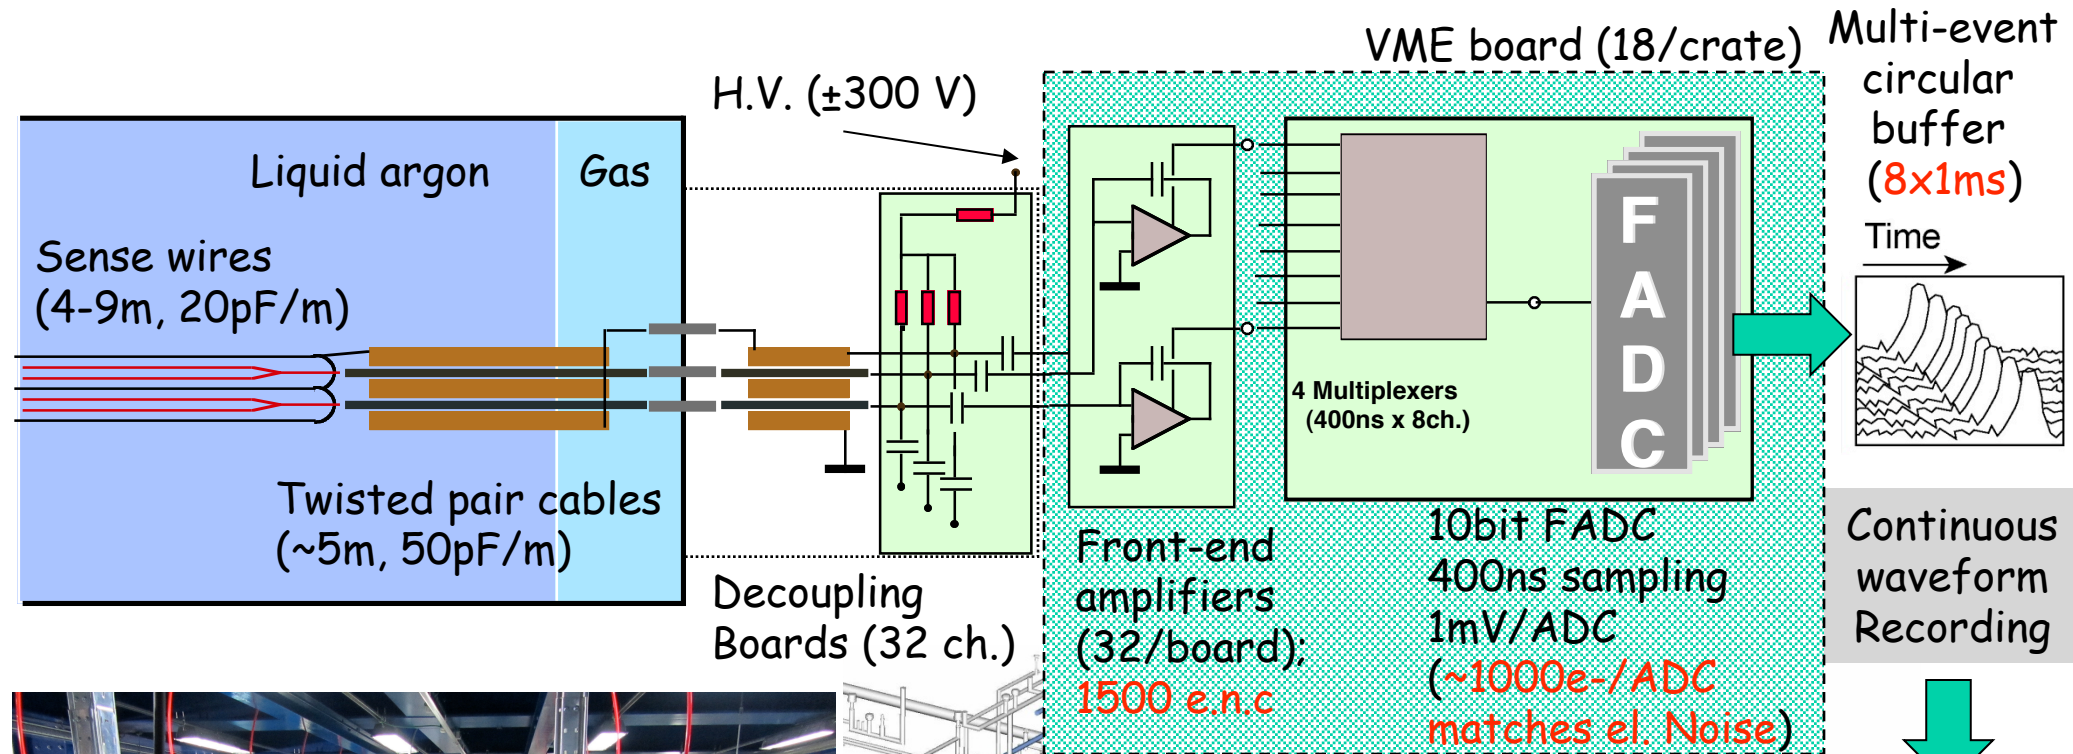 VME board (18/crate)
Multi-event
circular
buffer
(8x1ms)
H.V. (±300 V)
Liquid argon
Gas
Sense wires
(4-9m, 20pF/m)
Time
F
A
D
C
4 Multiplexers
(400ns x 8ch.)
Twisted pair cables
(~5m, 50pF/m)
Decoupling
Boards (32 ch.)
Front-end
amplifiers
(32/board);
1500 e.n.c
10bit FADC
400ns sampling
1mV/ADC
(~1000e-/ADC
matches el. Noise)
Continuous
waveform
Recording